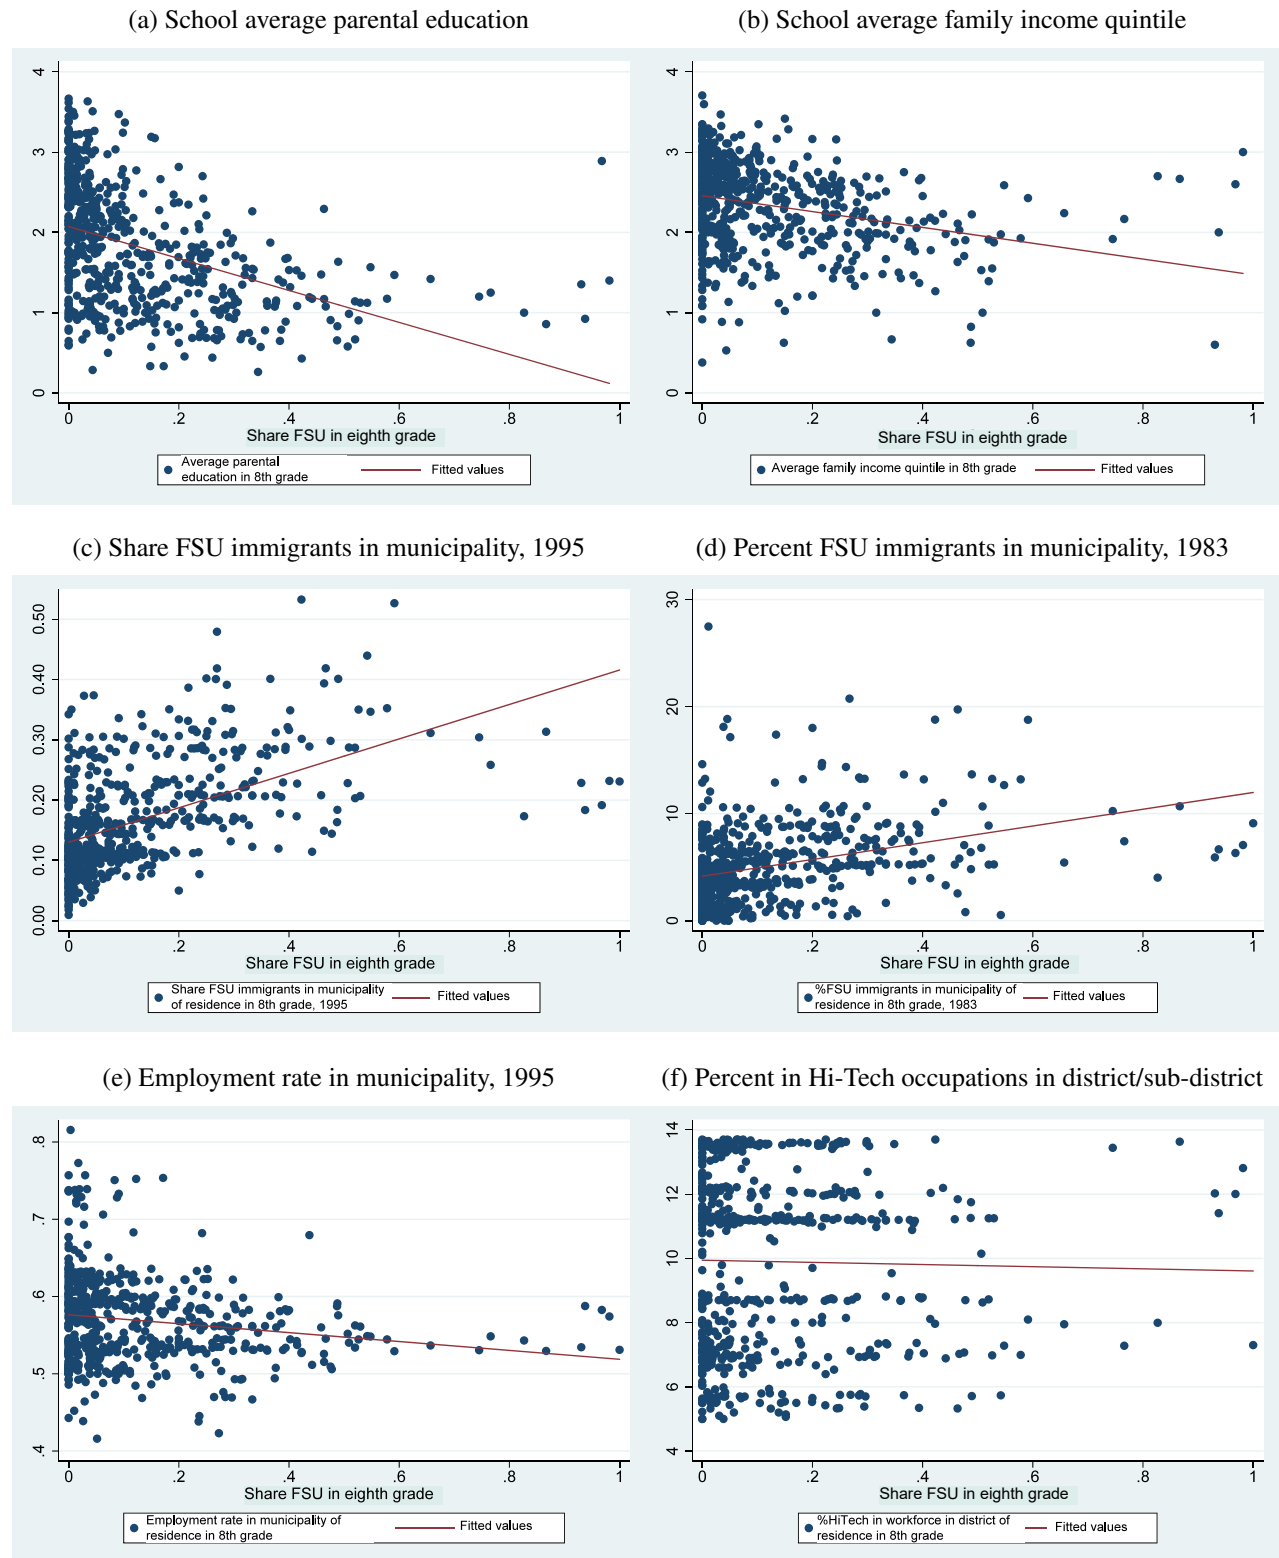 (a) School average parental education
(b) School average family income quintile
4
3
2
1
0
0 .2 .4 .6 .8 1
Share FSU in eighth grade
Average parental
education in 8th grade
Fitted values
4
3
2
1
0
0 .2 .4 .6 .8 1
Share FSU in eighth grade
Average family income quintile in 8th grade
Fitted values
(c) Share FSU immigrants in municipality, 1995
(d) Percent FSU immigrants in municipality, 1983
0.50
0.40
0.30
0.20
0.10
0.00
0 .2 .4 .6 .8 1
Share FSU in eighth grade
Share FSU immigrants in municipality
of residence in 8th grade, 1995
Fitted values
30
20
10
0
0 .2 .4 .6 .8 1
Share FSU in eighth grade
%FSU immigrants in municipality of
residence in 8th grade, 1983
Fitted values
(e) Employment rate in municipality, 1995
(f) Percent in Hi-Tech occupations in district/sub-district
.8
.7
.6
.5
.4
0 .2 .4 .6 .8 1
Share FSU in eighth grade
Employment rate in municipality of
residence in 8th grade
Fitted values
14
12
10
8
6
4
0 .2 .4 .6 .8 1
Share FSU in eighth grade
%HiTech in workforce in district of
residence in 8th grade
Fitted values